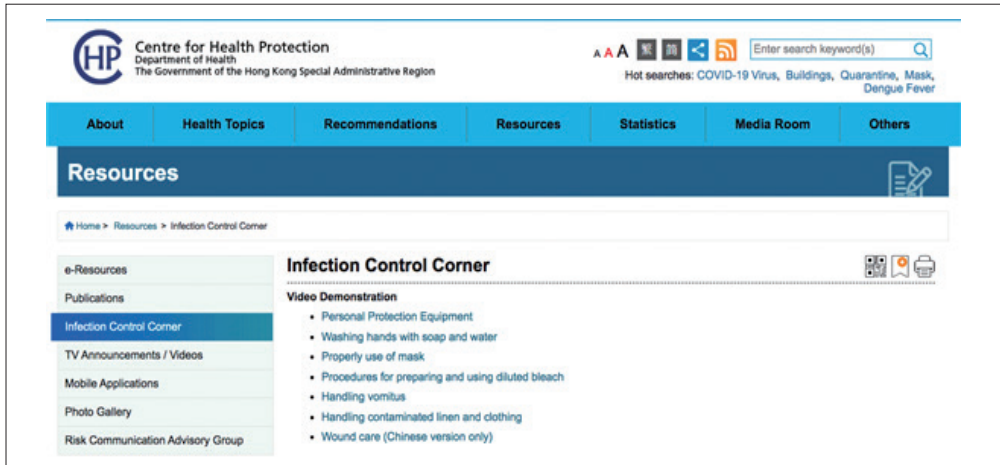 CHP
Centre for Health Protection
Department of Health
The Government of the Hong Kong Special Administrative Region
A A A 繁 簡
Enter search keyword(s)
Hot searches: COVID-19 Virus, Buildings, Quarantine, Mask,
Dengue Fever
About Health Topics Recommendations Resources Statistics Media Room Others
Resources
Home > Resources > Infection Control Corner
e-Resources
Publications
Infection Control Corner
TV Announcements / Videos
Mobile Applications
Photo Gallery
Risk Communication Advisory Group
Infection Control Corner
Video Demonstration
• Personal Protection Equipment
• Washing hands with soap and water
• Properly use of mask
• Procedures for preparing and using diluted bleach
• Handling vomitus
• Handling contaminated linen and clothing
• Wound care (Chinese version only)